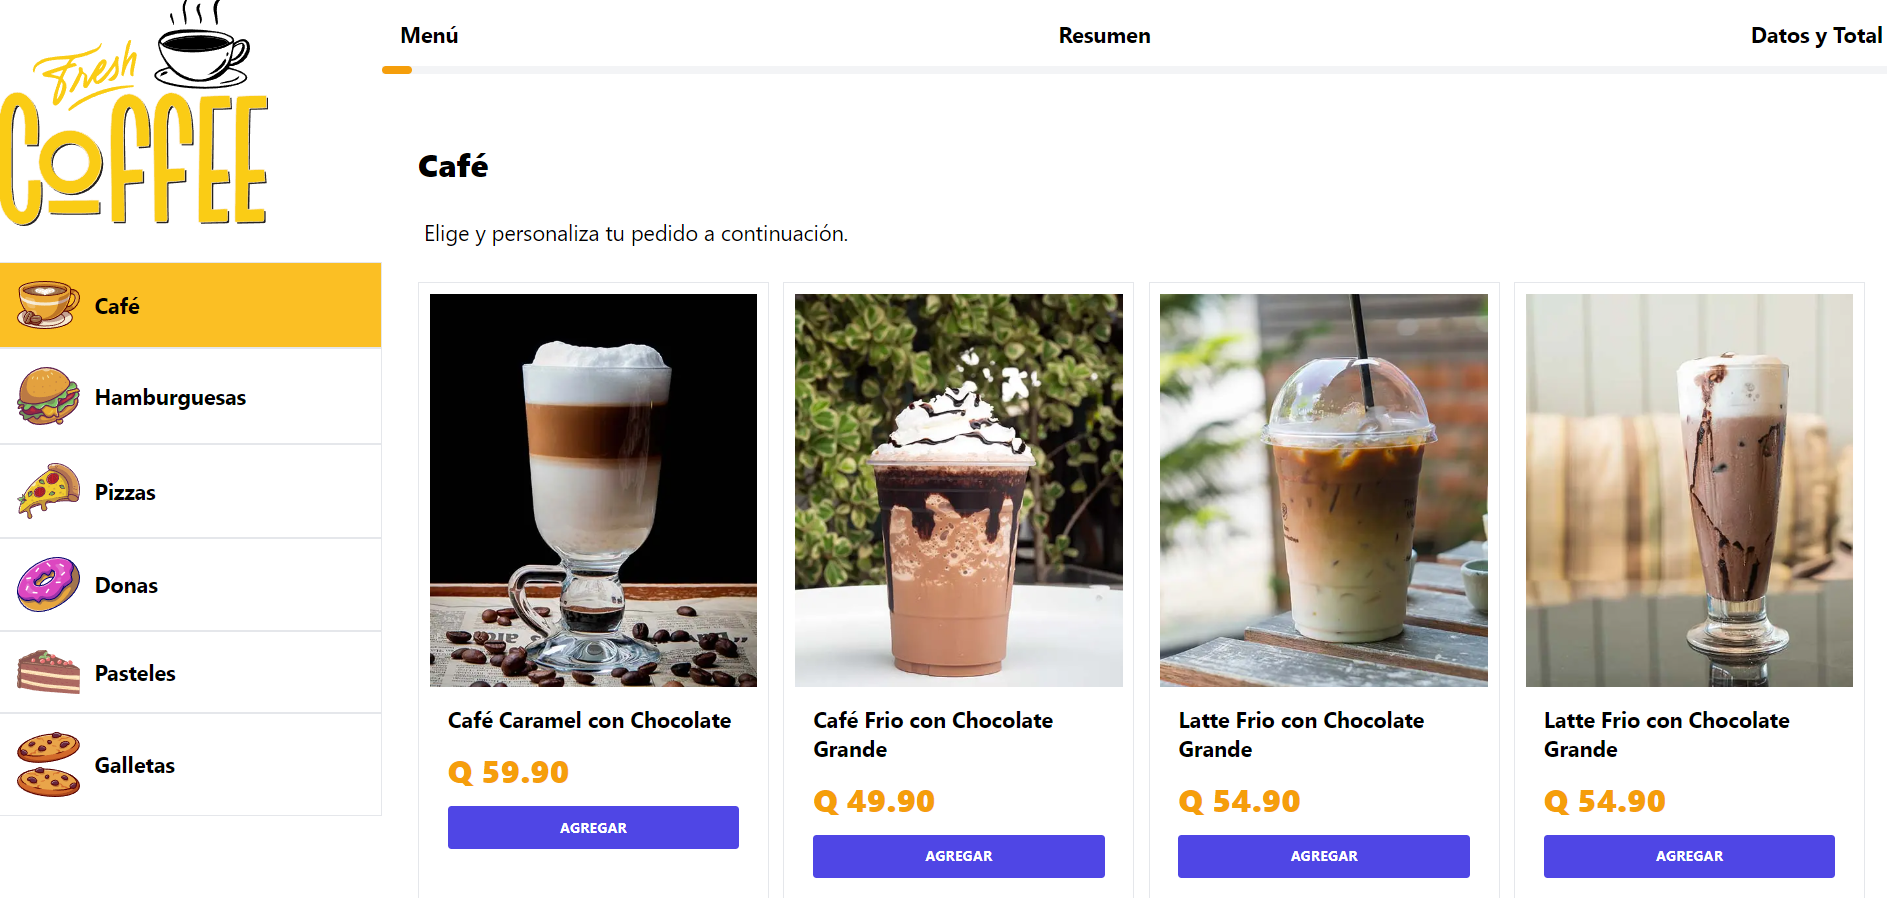 Fresh
COFFEE
Menú
Resumen
Datos y Total
Café
Hamburguesas
Pizzas
Donas
Pasteles
Galletas
Café
Elige y personaliza tu pedido a continuación.
Café Caramel con Chocolate
Q 59.90
AGREGAR
Café Frio con Chocolate
Grande
Q 49.90
AGREGAR
Latte Frio con Chocolate
Grande
Q 54.90
AGREGAR
Latte Frio con Chocolate
Grande
Q 54.90
AGREGAR